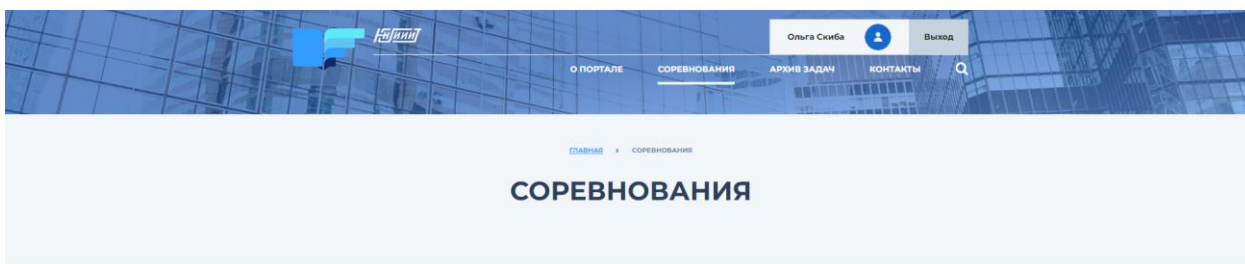 Ольга Скиба Выход
О ПОРТАЛЕ СОРЕВНОВАНИЯ АРХИВ ЗАДАЧ КОНТАКТЫ
ГЛАВНАЯ > СОРЕВНОВАНИЯ
СОРЕВНОВАНИЯ